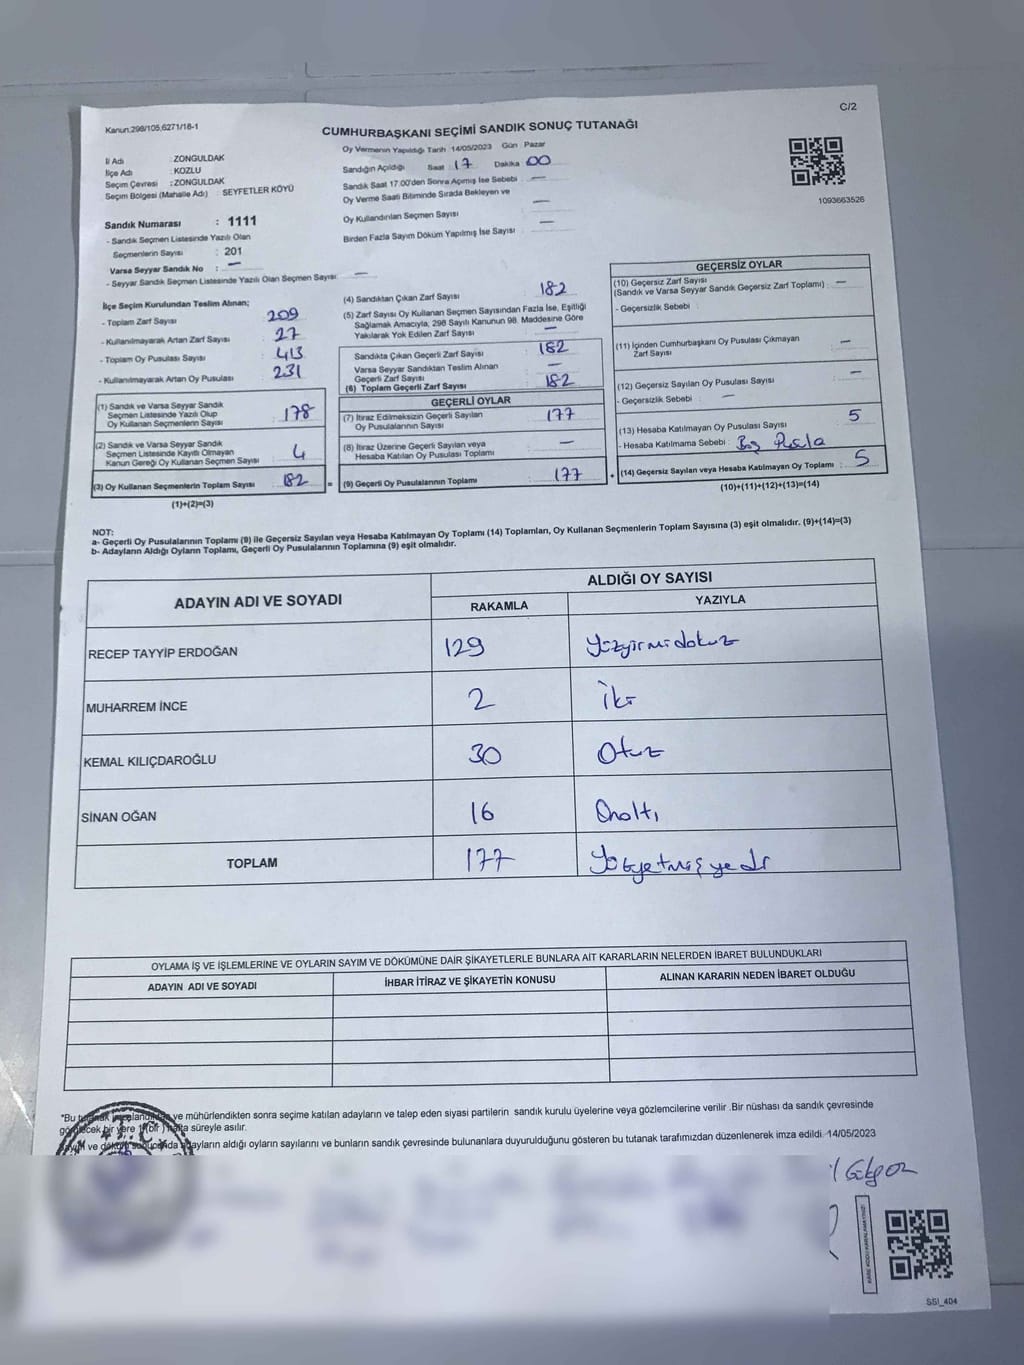 C/2
Kanun.298/105,6271/16-1
CUMHURBAŞKANI SEÇİMİ SANDIK SONUÇ TUTANAĞI
İl Adı : ZONGULDAK
İlçe Adı : KOZLU
Seçim Çevresi : ZONGULDAK
Seçim Bölgesi (Mahalle Adı) : SEYFETLER KÖYÜ
Oy Vermenin Yapıldığı Tarih 14/05/2023 Gün : Pazar
Sandığın Açıldığı Saat : 17 Dakika : 00
Sandık Saat 17.00'den Sonra Açımış İse Sebebi : —
Oy Verme Saati Bitiminde Sırada Bekleyen ve
Oy Kullandırılan Seçmen Sayısı —
Birden Fazla Sayım Döküm Yapılmış İse Sayısı : —
1093663526
Sandık Numarası : 1111
- Sandık Seçmen Listesinde Yazılı Olan
Seçmenlerin Sayısı : 201
Varsa Seyyar Sandık No : —
- Seyyar Sandık Seçmen Listesinde Yazılı Olan Seçmen Sayısı : —
İlçe Seçim Kurulundan Teslim Alınan;
- Toplam Zarf Sayısı : 209
- Kullanılmayarak Artan Zarf Sayısı : 27
- Toplam Oy Pusulası Sayısı : 413
- Kullanılmayarak Artan Oy Pusulası : 231
(1) Sandık ve Varsa Seyyar Sandık
Seçmen Listesinde Yazılı Olup
Oy Kullanan Seçmenlerin Sayısı : 178
(2) Sandık ve Varsa Seyyar Sandık
Seçmen Listesinde Kayıtlı Olmayan
Kanun Gereği Oy Kullanan Seçmen Sayısı : 4
(3) Oy Kullanan Seçmenlerin Toplam Sayısı : 182 =
(1)+(2)=(3)
(4) Sandıktan Çıkan Zarf Sayısı : 182
(5) Zarf Sayısı Oy Kullanan Seçmen Sayısından Fazla İse, Eşitliği
Sağlamak Amacıyla, 298 Sayılı Kanunun 98. Maddesine Göre
Yakılarak Yok Edilen Zarf Sayısı : —
Sandıkta Çıkan Geçerli Zarf Sayısı : 182
Varsa Seyyar Sandıktan Teslim Alınan
Geçerli Zarf Sayısı : —
(6) Toplam Geçerli Zarf Sayısı : 182
GEÇERLİ OYLAR
(7) İtiraz Edilmeksizin Geçerli Sayılan
Oy Pusulalarının Sayısı : 177
(8) İtiraz Üzerine Geçerli Sayılan veya
Hesaba Katılan Oy Pusulası Toplamı : —
(9) Geçerli Oy Pusulalarının Toplamı : 177 +
GEÇERSİZ OYLAR
(10) Geçersiz Zarf Sayısı
(Sandık ve Varsa Seyyar Sandık Geçersiz Zarf Toplamı) : —
- Geçersizlik Sebebi :
(11) İçinden Cumhurbaşkanı Oy Pusulası Çıkmayan
Zarf Sayısı : —
(12) Geçersiz Sayılan Oy Pusulası Sayısı : —
- Geçersizlik Sebebi : —
(13) Hesaba Katılmayan Oy Pusulası Sayısı : 5
- Hesaba Katılmama Sebebi : Boş Pusula
(14) Geçersiz Sayılan veya Hesaba Katılmayan Oy Toplamı : 5
(10)+(11)+(12)+(13)=(14)
NOT:
a- Geçerli Oy Pusulalarının Toplamı (9) ile Geçersiz Sayılan veya Hesaba Katılmayan Oy Toplamı (14) Toplamları, Oy Kullanan Seçmenlerin Toplam Sayısına (3) eşit olmalıdır. (9)+(14)=(3)
b- Adayların Aldığı Oyların Toplamı, Geçerli Oy Pusulalarının Toplamına (9) eşit olmalıdır.
ADAYIN ADI VE SOYADI ALDIĞI OY SAYISI
RAKAMLA YAZIYLA
RECEP TAYYİP ERDOĞAN 129 Yüzyirmidokuz
MUHARREM İNCE 2 İki
KEMAL KILIÇDAROĞLU 30 Otuz
SİNAN OĞAN 16 Onaltı
TOPLAM 177 Yüzyetmişyedi
OYLAMA İŞ VE İŞLEMLERİNE VE OYLARIN SAYIM VE DÖKÜMÜNE DAİR ŞİKAYETLERLE BUNLARA AİT KARARLARIN NELERDEN İBARET BULUNDUKLARI
ADAYIN ADI VE SOYADI İHBAR İTİRAZ VE ŞİKAYETİN KONUSU ALINAN KARARIN NEDEN İBARET OLDUĞU
"Bu ve mühürlendikten sonra seçime katılan adayların ve talep eden siyasi partilerin sandık kurulu üyelerine veya gözlemcilerine verilir .Bir nüshası da sandık çevresinde
bir yere 1 (bir) hafta süreyle asılır.
ve adayların aldığı oyların sayılarını ve bunların sandık çevresinde bulunanlara duyurulduğunu gösteren bu tutanak tarafımızdan düzenlenerek imza edildi. 14/05/2023
SSI_404